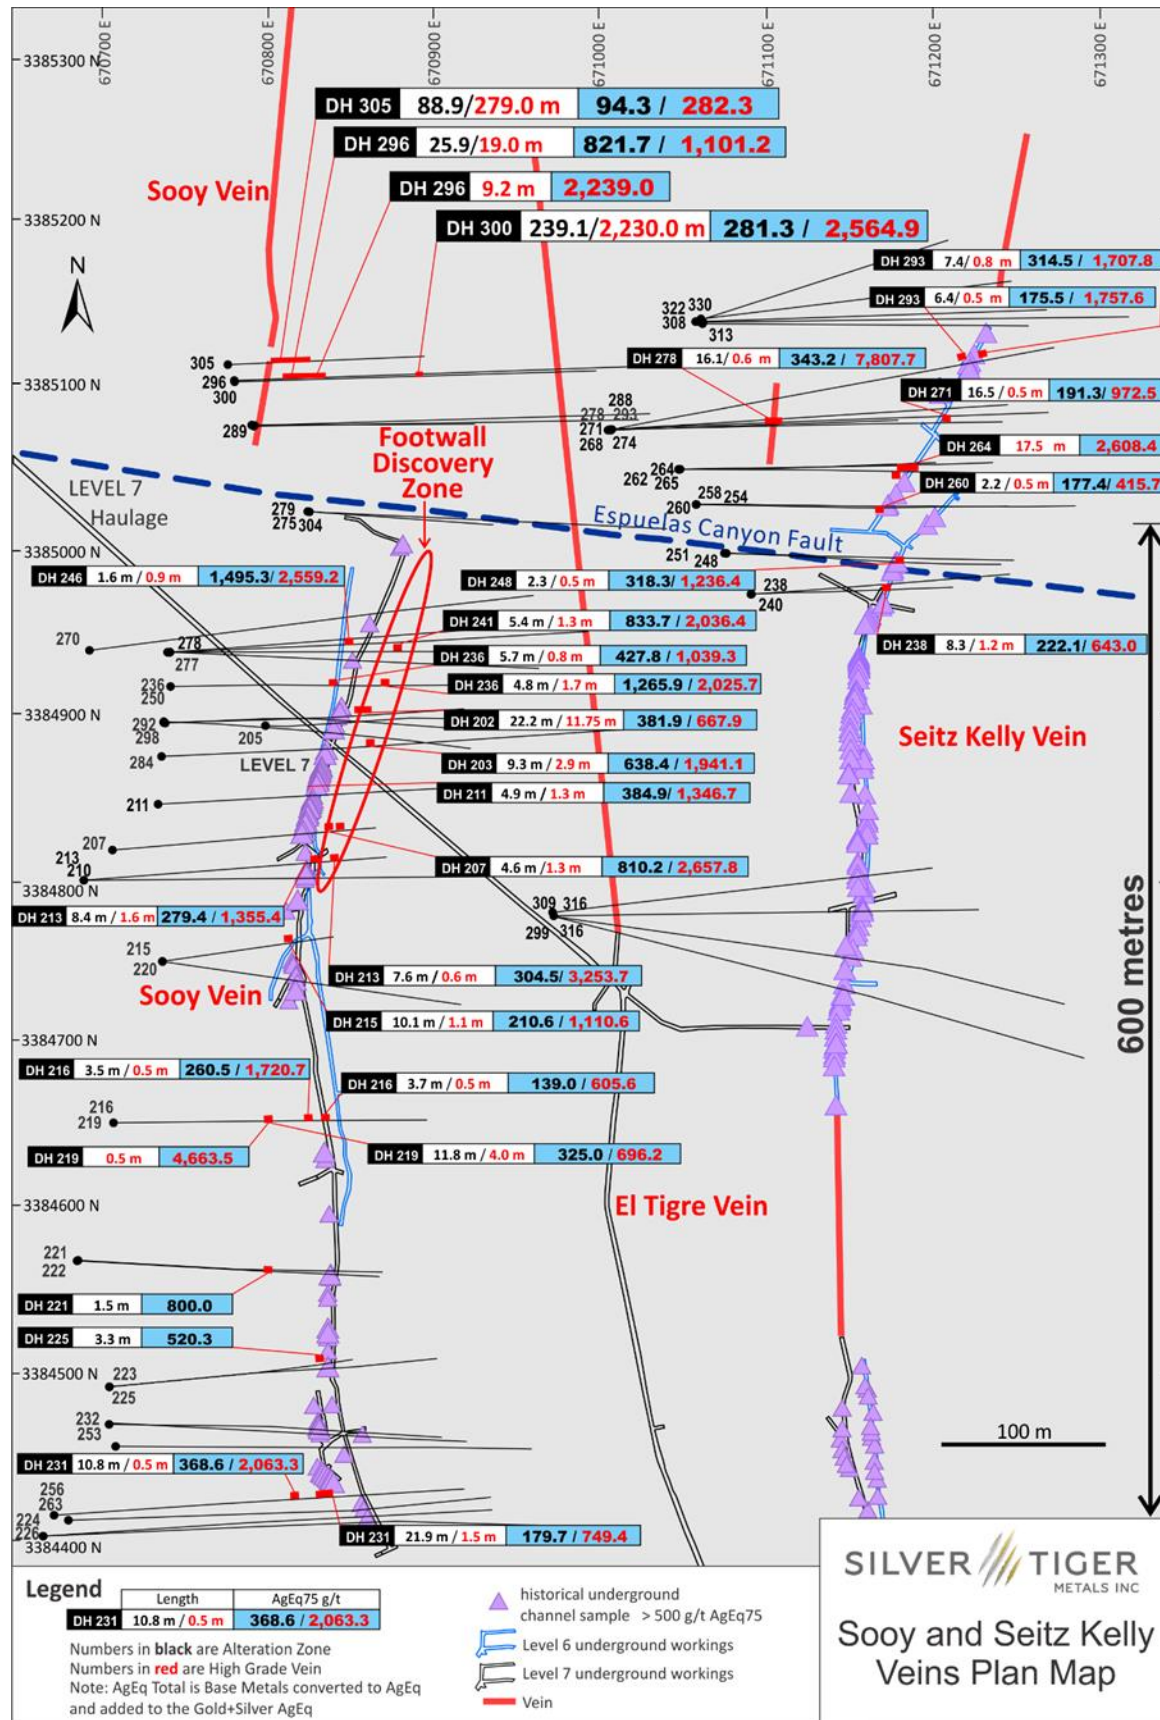 670700 E
670800 E
670900 E
671000 E
671100 E
671200 E
671300 E
3385300 N
DH 305 88.9/279.0 m 94.3 / 282.3
DH 296 25.9/19.0 m 821.7 / 1,101.2
Sooy Vein
DH 296 9.2 m 2,239.0
3385200 N
DH 300 239.1/2,230.0 m 281.3 / 2,564.9
N
DH 293 7.4/ 0.8 m 314.5 / 1,707.8
DH 293 6.4/ 0.5 m 175.5/ 1,757.6
322 330
308
313
305
296
300
DH 278 16.1/ 0.6 m 343.2 / 7,807.7
3385100 N
DH 271 16.5 / 0.5 m 191.3/ 972.5
288
278 293
271
268 274
289
Footwall
Discovery
Zone
DH 264 17.5 m 2,608.4
264
262 265
DH 260 2.2 / 0.5 m 177.4/ 415.7
LEVEL 7
Haulage
258 254
260
279
275 304
Espuelas Canyon Fault
3385000 N
251
248
DH 246 1.6 m / 0.9 m 1,495.3/ 2,559.2
DH 248 2.3 / 0.5 m 318.3/ 1,236.4
238
240
DH 241 5.4 m / 1.3 m 833.7 / 2,036.4
270
278
277
DH 236 5.7 m / 0.8 m 427.8 / 1,039.3
DH 238 8.3 / 1.2 m 222.1/ 643.0
236
250
DH 236 4.8 m / 1.7 m 1,265.9 / 2,025.7
3384900 N
292
298
205
DH 202 22.2 m / 11.75 m 381.9 / 667.9
Seitz Kelly Vein
284
LEVEL 7
DH 203 9.3 m / 2.9 m 638.4 / 1,941.1
DH 211 4.9 m / 1.3 m 384.9/ 1,346.7
211
207
213
210
DH 207 4.6 m / 1.3 m 810.2 / 2,657.8
3384800 N
DH 213 8.4 m / 1.6 m 279.4 / 1,355.4
309 316
299 316
215
220
DH 213 7.6 m / 0.6 m 304.5/ 3,253.7
Sooy Vein
DH 215 10.1 m / 1.1 m 210.6 / 1,110.6
600 metres
3384700 N
DH 216 3.5 m / 0.5 m 260.5 / 1,720.7
DH 216 3.7 m / 0.5 m 139.0 / 605.6
216
219
DH 219 0.5 m 4,663.5
DH 219 11.8 m / 4.0 m 325.0 / 696.2
3384600 N
El Tigre Vein
221
222
DH 221 1.5 m 800.0
DH 225 3.3 m 520.3
3384500 N
223
225
232
253
100 m
DH 231 10.8 m / 0.5 m 368.6 / 2,063.3
256
263
224
226
DH 231 21.9 m / 1.5 m 179.7 / 749.4
3384400 N
Legend
Length AgEq75 g/t
DH 231 10.8 m / 0.5 m 368.6 / 2,063.3
Numbers in black are Alteration Zone
Numbers in red are High Grade Vein
Note: AgEq Total is Base Metals converted to AgEq
and added to the Gold+Silver AgEq
historical underground
channel sample > 500 g/t AgEq75
Level 6 underground workings
Level 7 underground workings
Vein
SILVER TIGER
METALS INC
Sooy and Seitz Kelly
Veins Plan Map